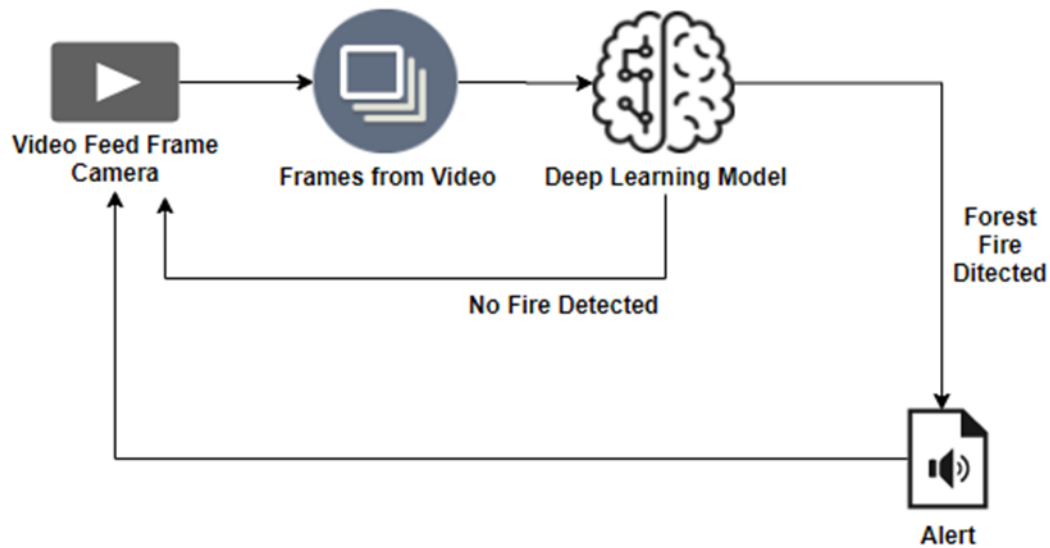 Video Feed Frame
Camera
Frames from Video
Deep Learning Model
Forest
Fire
Ditected
No Fire Detected
Alert